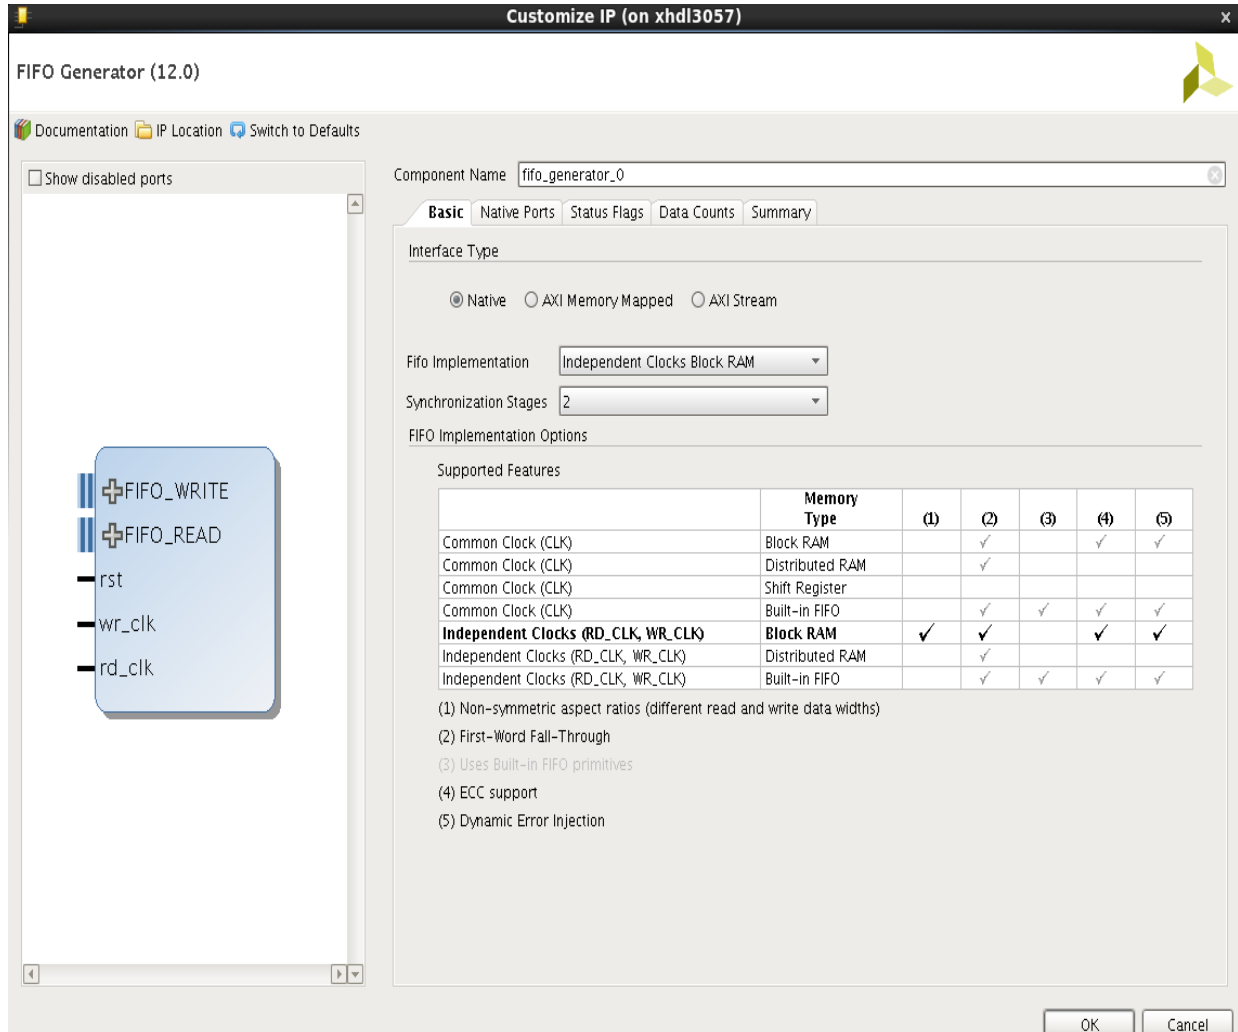 Customize IP (on xhdl3057) x
FIFO Generator (12.0)
Documentation IP Location Switch to Defaults
Show disabled ports
FIFO_WRITE
FIFO_READ
rst
wr_clk
rd_clk
Component Name fifo_generator_0
Basic Native Ports Status Flags Data Counts Summary
Interface Type
Native AXI Memory Mapped AXI Stream
Fifo Implementation Independent Clocks Block RAM
Synchronization Stages 2
FIFO Implementation Options
Supported Features
Memory
Type (1) (2) (3) (4) (5)
Common Clock (CLK) Block RAM ✓ ✓ ✓
Common Clock (CLK) Distributed RAM ✓
Common Clock (CLK) Shift Register
Common Clock (CLK) Built-in FIFO ✓ ✓ ✓ ✓
Independent Clocks (RD_CLK, WR_CLK) Block RAM ✓ ✓ ✓ ✓
Independent Clocks (RD_CLK, WR_CLK) Distributed RAM ✓
Independent Clocks (RD_CLK, WR_CLK) Built-in FIFO ✓ ✓ ✓ ✓
(1) Non-symmetric aspect ratios (different read and write data widths)
(2) First-Word Fall-Through
(3) Uses Built-in FIFO primitives
(4) ECC support
(5) Dynamic Error Injection
OK Cancel